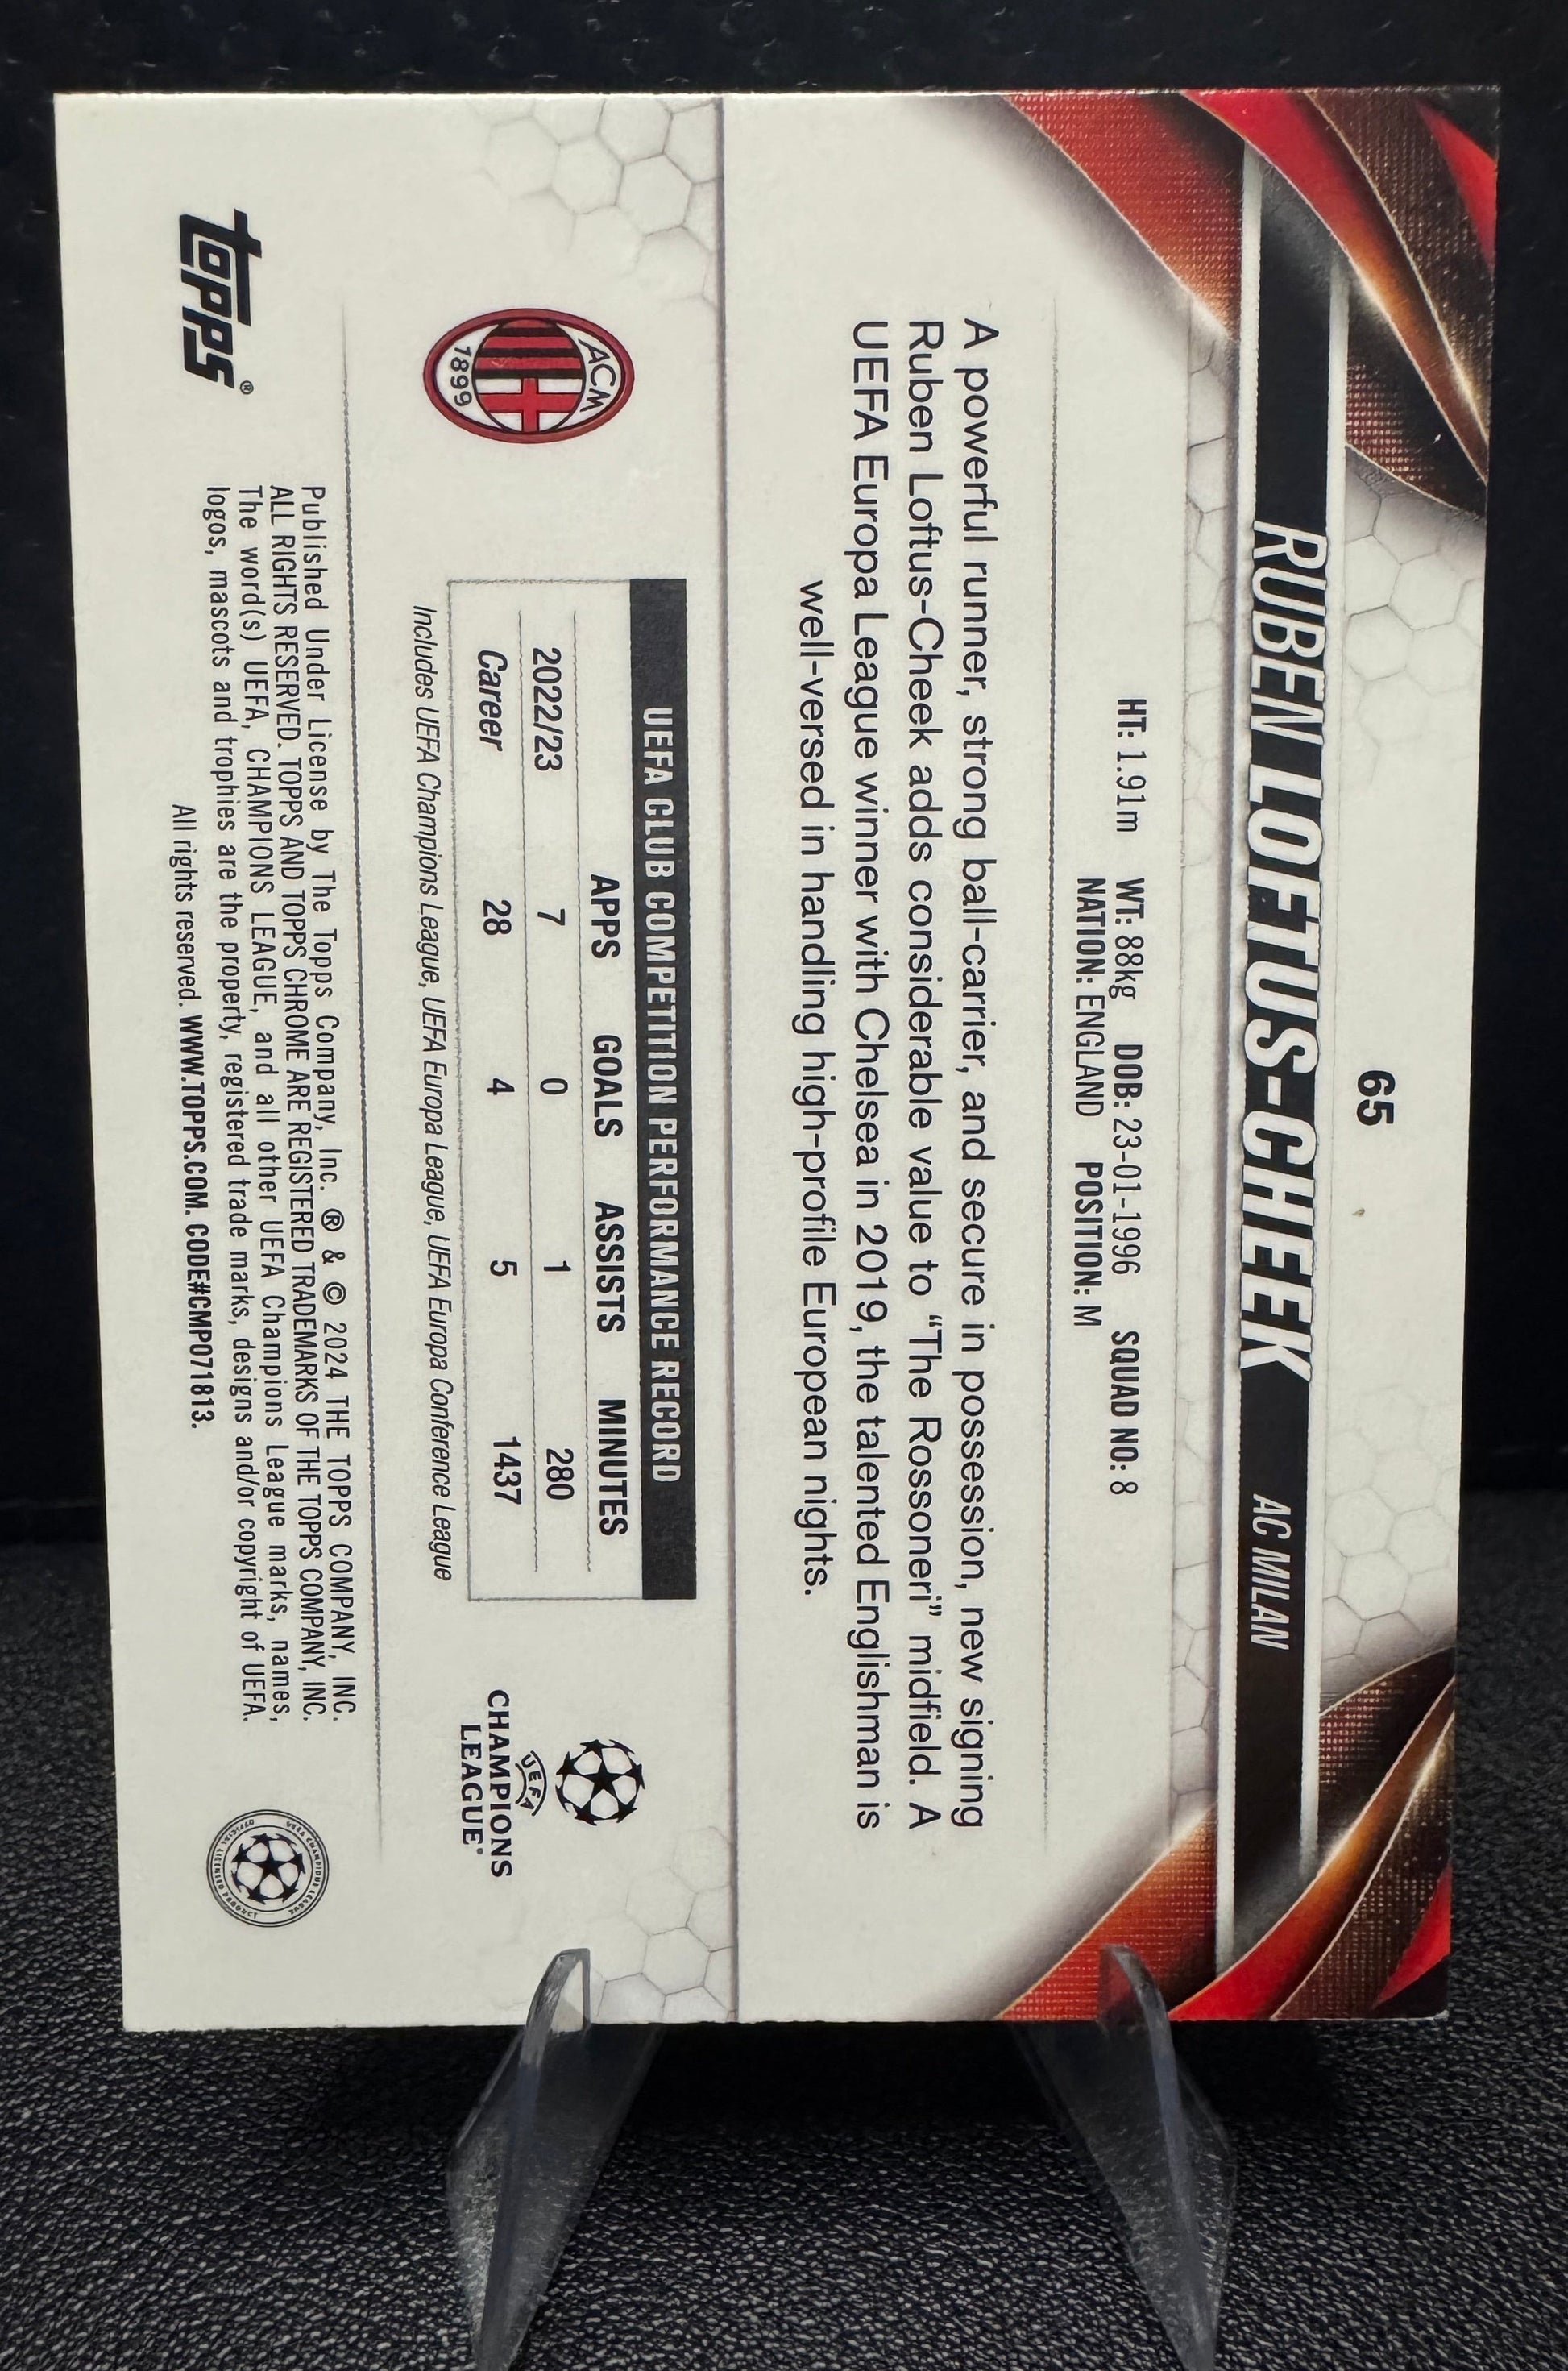 65
RUBEN LOFTUS-CHEEK AC MILAN
HT: 1.91m WT: 88kg DOB: 23-01-1996 SQUAD NO: 8
NATION: ENGLAND POSITION: M
A powerful runner, strong ball-carrier, and secure in possession, new signing
Ruben Loftus-Cheek adds considerable value to “The Rossoneri” midfield. A
UEFA Europa League winner with Chelsea in 2019, the talented Englishman is
well-versed in handling high-profile European nights.
ACM
1899
UEFA CLUB COMPETITION PERFORMANCE RECORD
APPS GOALS ASSISTS MINUTES
2022/23 7 0 1 280
Career 28 4 5 1437
Includes UEFA Champions League, UEFA Europa League, UEFA Europa Conference League
UEFA
CHAMPIONS
LEAGUE®
topps®
Published Under License by The Topps Company, Inc. ® & © 2024 THE TOPPS COMPANY, INC.
ALL RIGHTS RESERVED. TOPPS AND TOPPS CHROME ARE REGISTERED TRADEMARKS OF THE TOPPS COMPANY, INC.
The word(s) UEFA, CHAMPIONS LEAGUE, and all other UEFA Champions League marks, names,
logos, mascots and trophies are the property, registered trade marks, designs and/or copyright of UEFA.
All rights reserved. WWW.TOPPS.COM. CODE#CMP071813.
UEFA CHAMPIONS LEAGUE
OFFICIAL LICENSED PRODUCT